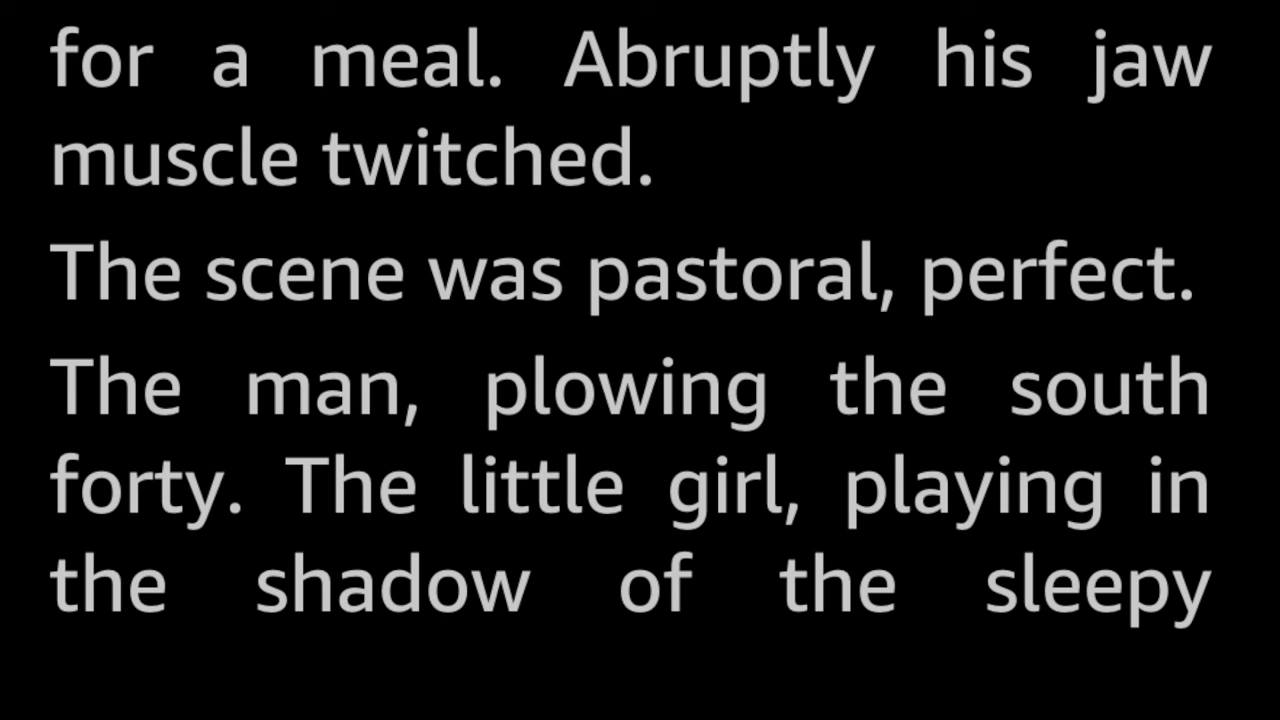 for a meal. Abruptly his jaw
muscle twitched.
The scene was pastoral, perfect.
The man, plowing the south
forty. The little girl, playing in
the shadow of the sleepy